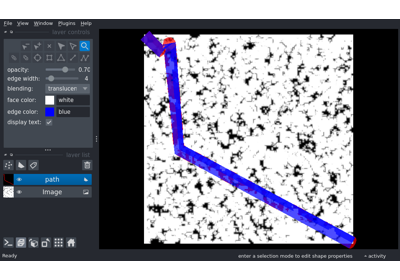 File View Window Plugins Help
layer controls
opacity: 0.70
edge width: 4
blending: translucen
face color: white
edge color: blue
display text:
layer list
path
Image
Ready enter a selection mode to edit shape properties activity